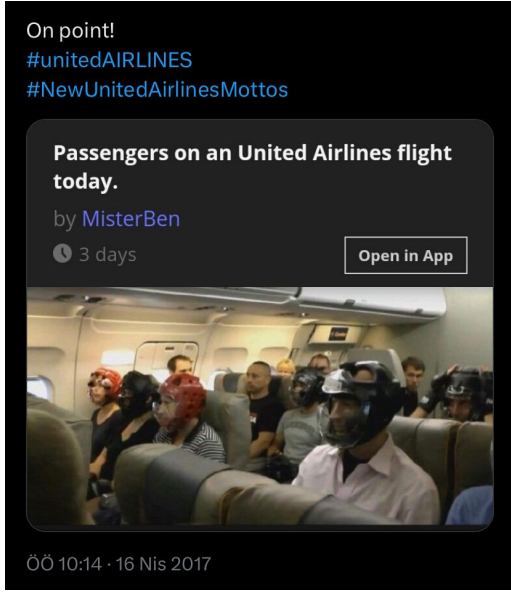 On point!
#unitedAIRLINES
#NewUnitedAirlinesMottos
Passengers on an United Airlines flight
today.
by MisterBen
3 days
Open in App
ÖÖ 10:14 · 16 Nis 2017